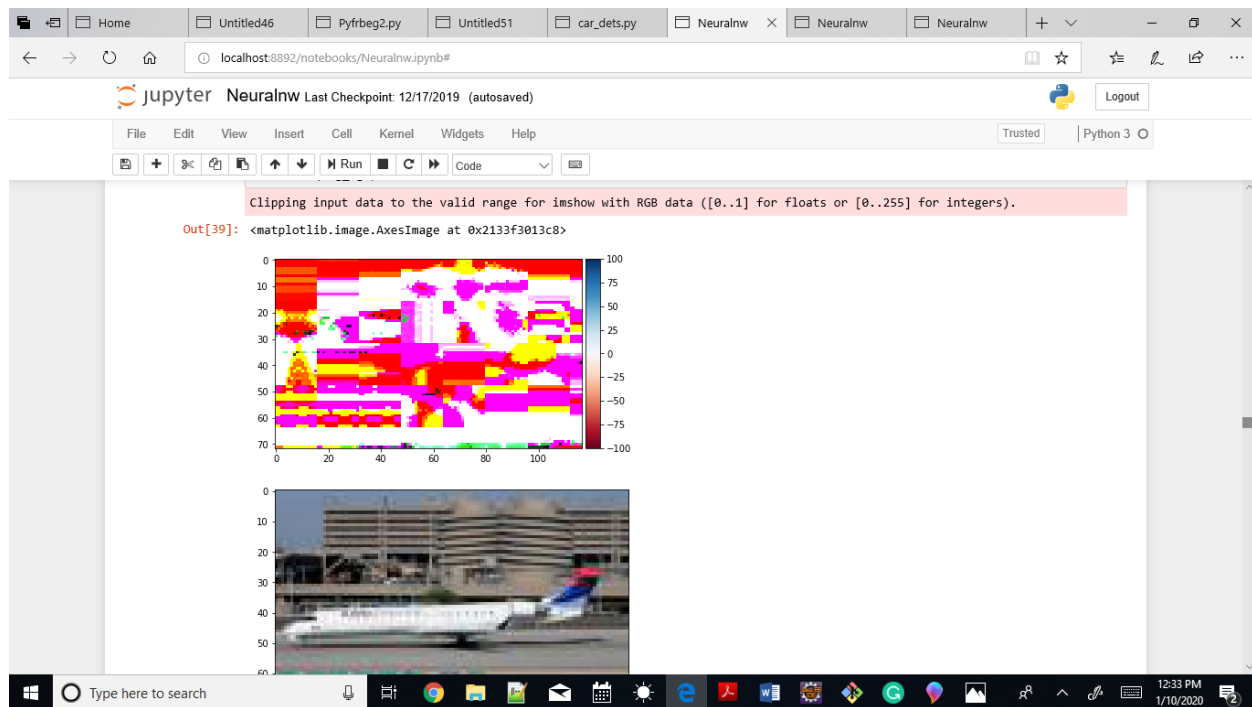 Home
Untitled46
Pyfrbeg2.py
Untitled51
car_dets.py
Neuralnw
Neuralnw
Neuralnw
localhost:8892/notebooks/Neuralnw.ipynb#
jupyter Neuralnw Last Checkpoint: 12/17/2019 (autosaved)
Logout
File Edit View Insert Cell Kernel Widgets Help
Trusted
Python 3
Run
Code
Clipping input data to the valid range for imshow with RGB data ([0..1] for floats or [0..255] for integers).
Out[39]: <matplotlib.image.AxesImage at 0x2133f3013c8>
0
10
20
30
40
50
60
70
0 20 40 60 80 100
100
75
50
25
0
−25
−50
−75
−100
0
10
20
30
40
50
60
Type here to search
12:33 PM
1/10/2020
2